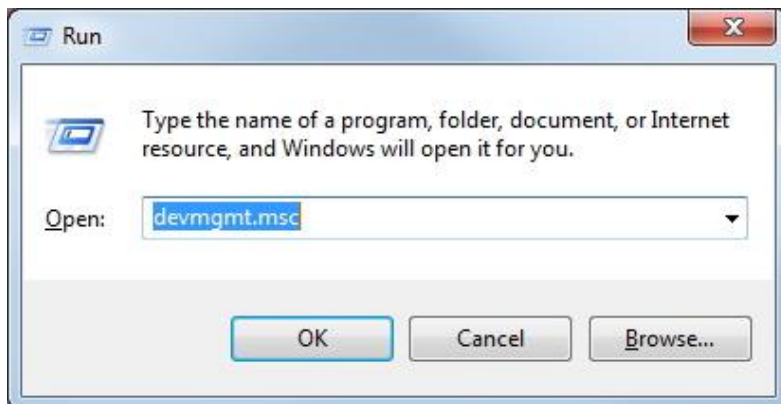 Run
Type the name of a program, folder, document, or Internet
resource, and Windows will open it for you.
Open: devmgmt.msc
OK Cancel Browse...